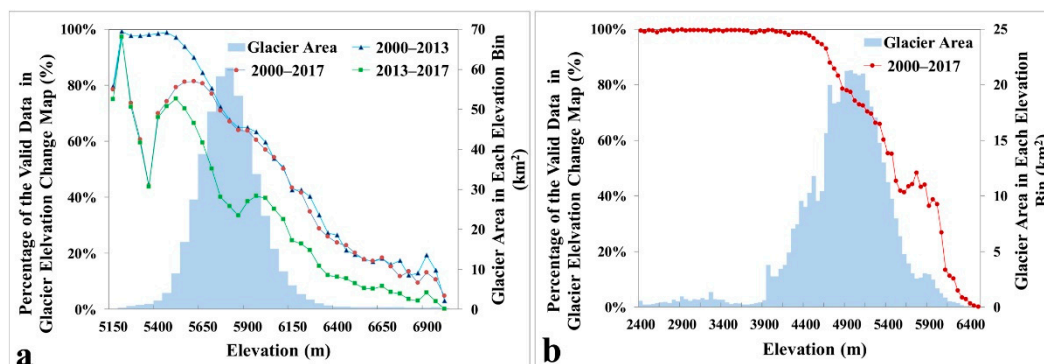 Percentage of the Valid Data in
Glacier Elelvation Change Map (%)
100%
80%
60%
40%
20%
0%
Glacier Area
2000–2013
2000–2017
2013–2017
70
60
50
40
30
20
10
0
Glacier Area in Each Elevation Bin
(km²)
5150 5400 5650 5900 6150 6400 6650 6900
Elevation (m)
a
Percentage of the Valid Data in
Glacier Elelvation Change Map (%)
100%
80%
60%
40%
20%
0%
Glacier Area
2000–2017
25
20
15
10
5
0
Glacier Area in Each Elevation
Bin (km²)
2400 2900 3400 3900 4400 4900 5400 5900 6400
Elevation (m)
b